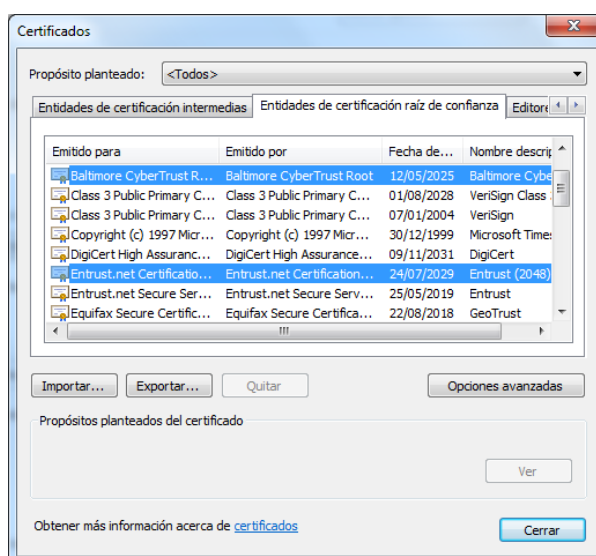 Certificados
Propósito planteado: <Todos>
Entidades de certificación intermedias Entidades de certificación raíz de confianza Editore
Emitido para Emitido por Fecha de... Nombre descrip
Baltimore CyberTrust R... Baltimore CyberTrust Root 12/05/2025 Baltimore Cybe
Class 3 Public Primary C... Class 3 Public Primary C... 01/08/2028 VeriSign Class
Class 3 Public Primary C... Class 3 Public Primary C... 07/01/2004 VeriSign
Copyright (c) 1997 Micr... Copyright (c) 1997 Micr... 30/12/1999 Microsoft Times
DigiCert High Assuranc... DigiCert High Assurance... 09/11/2031 DigiCert
Entrust.net Certificatio... Entrust.net Certification... 24/07/2029 Entrust (2048)
Entrust.net Secure Ser... Entrust.net Secure Serv... 25/05/2019 Entrust
Equifax Secure Certific... Equifax Secure Certifica... 22/08/2018 GeoTrust
Importar... Exportar... Quitar Opciones avanzadas
Propósitos planteados del certificado
Ver
Obtener más información acerca de certificados
Cerrar